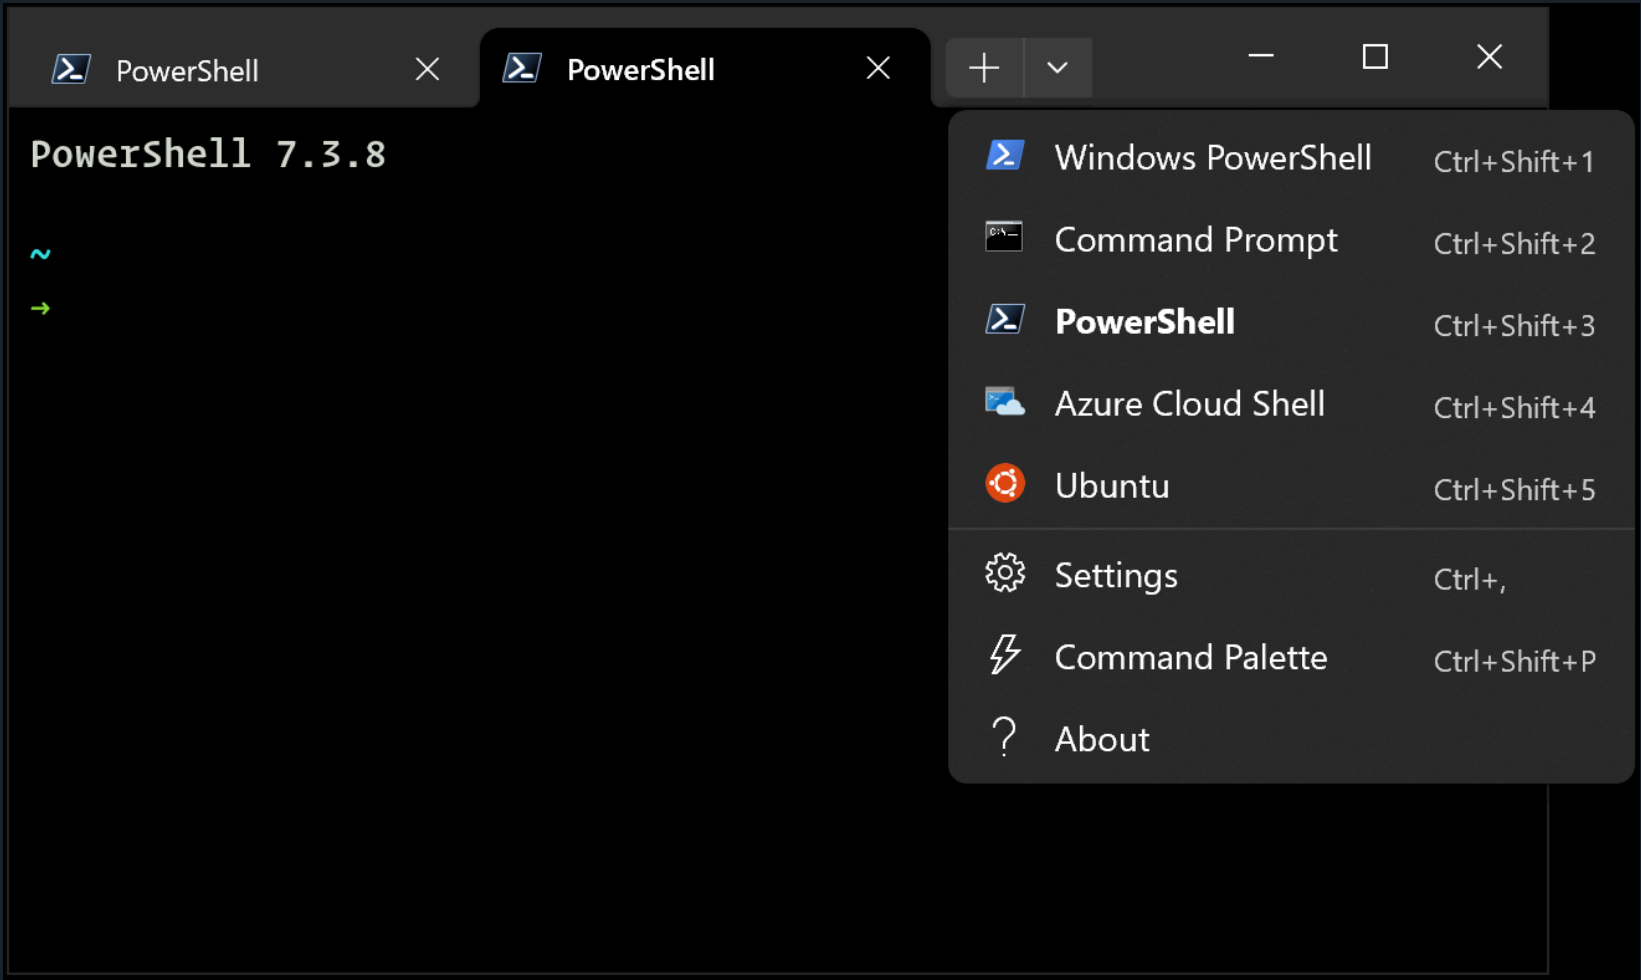 PowerShell
PowerShell
PowerShell 7.3.8
~
→
Windows PowerShell Ctrl+Shift+1
Command Prompt Ctrl+Shift+2
PowerShell Ctrl+Shift+3
Azure Cloud Shell Ctrl+Shift+4
Ubuntu Ctrl+Shift+5
Settings Ctrl+,
Command Palette Ctrl+Shift+P
About